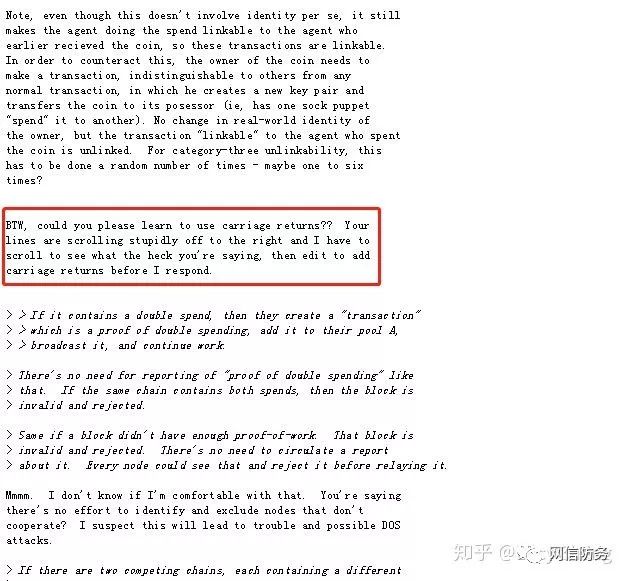 Note, even though this doesn't involve identity per se, it still
makes the agent doing the spend linkable to the agent who
earlier recieved the coin, so these transactions are linkable.
In order to counteract this, the owner of the coin needs to
make a transaction, indistinguishable to others from any
normal transaction, in which he creates a new key pair and
transfers the coin to its posessor (ie, has one sock puppet
"spend" it to another). No change in real-world identity of
the owner, but the transaction "linkable" to the agent who spent
the coin is unlinked.  For category-three unlinkability, this
has to be done a random number of times - maybe one to six
times?
BTW, could you please learn to use carriage returns??  Your
lines are scrolling stupidly off to the right and I have to
scroll to see what the heck you're saying, then edit to add
carriage returns before I respond.
> > If it contains a double spend, then they create a "transaction"
> > which is a proof of double spending, add it to their pool A,
> > broadcast it, and continue work.
> There's no need for reporting of "proof of double spending" like
> that.  If the same chain contains both spends, then the block is
> invalid and rejected.
> Same if a block didn't have enough proof-of-work.  That block is
> invalid and rejected.  There's no need to circulate a report
> about it.  Every node could see that and reject it before relaying it.
Mmmm.  I don't know if I'm comfortable with that.  You're saying
there's no effort to identify and exclude nodes that don't
cooperate?  I suspect this will lead to trouble and possible DOS
attacks.
> If there are two competing chains, each containing a different
知乎 @
网信防务